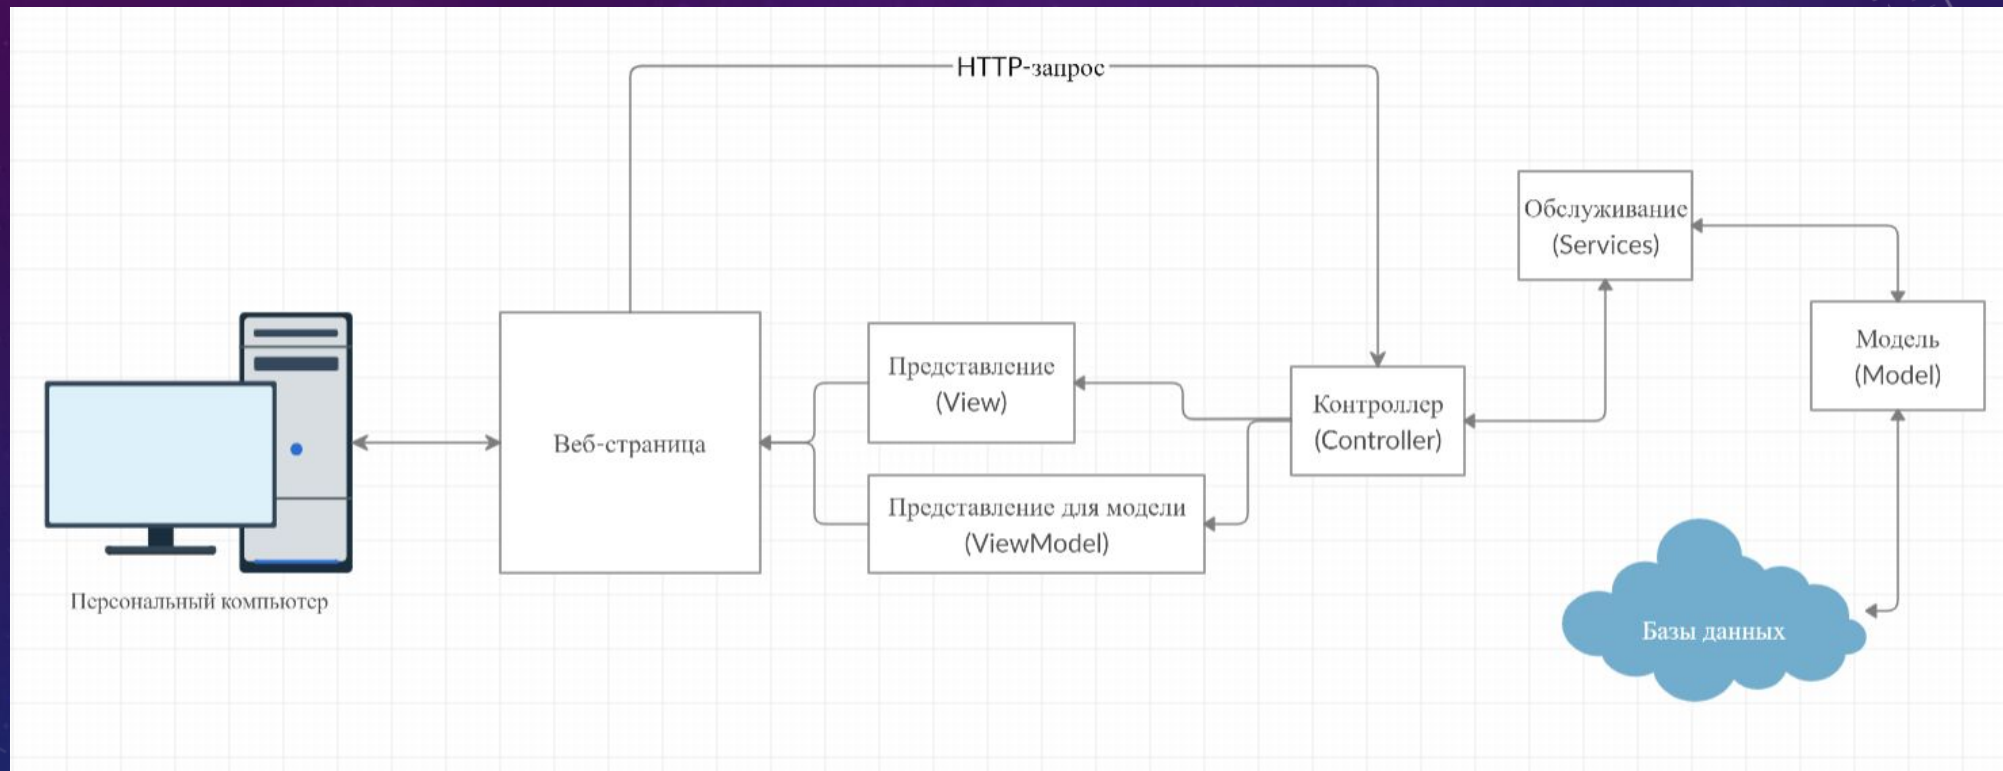 HTTP-запрос
Обслуживание
(Services)
Модель
(Model)
Представление
(View)
Контроллер
(Controller)
Веб-страница
Представление для модели
(ViewModel)
Персональный компьютер
Базы данных